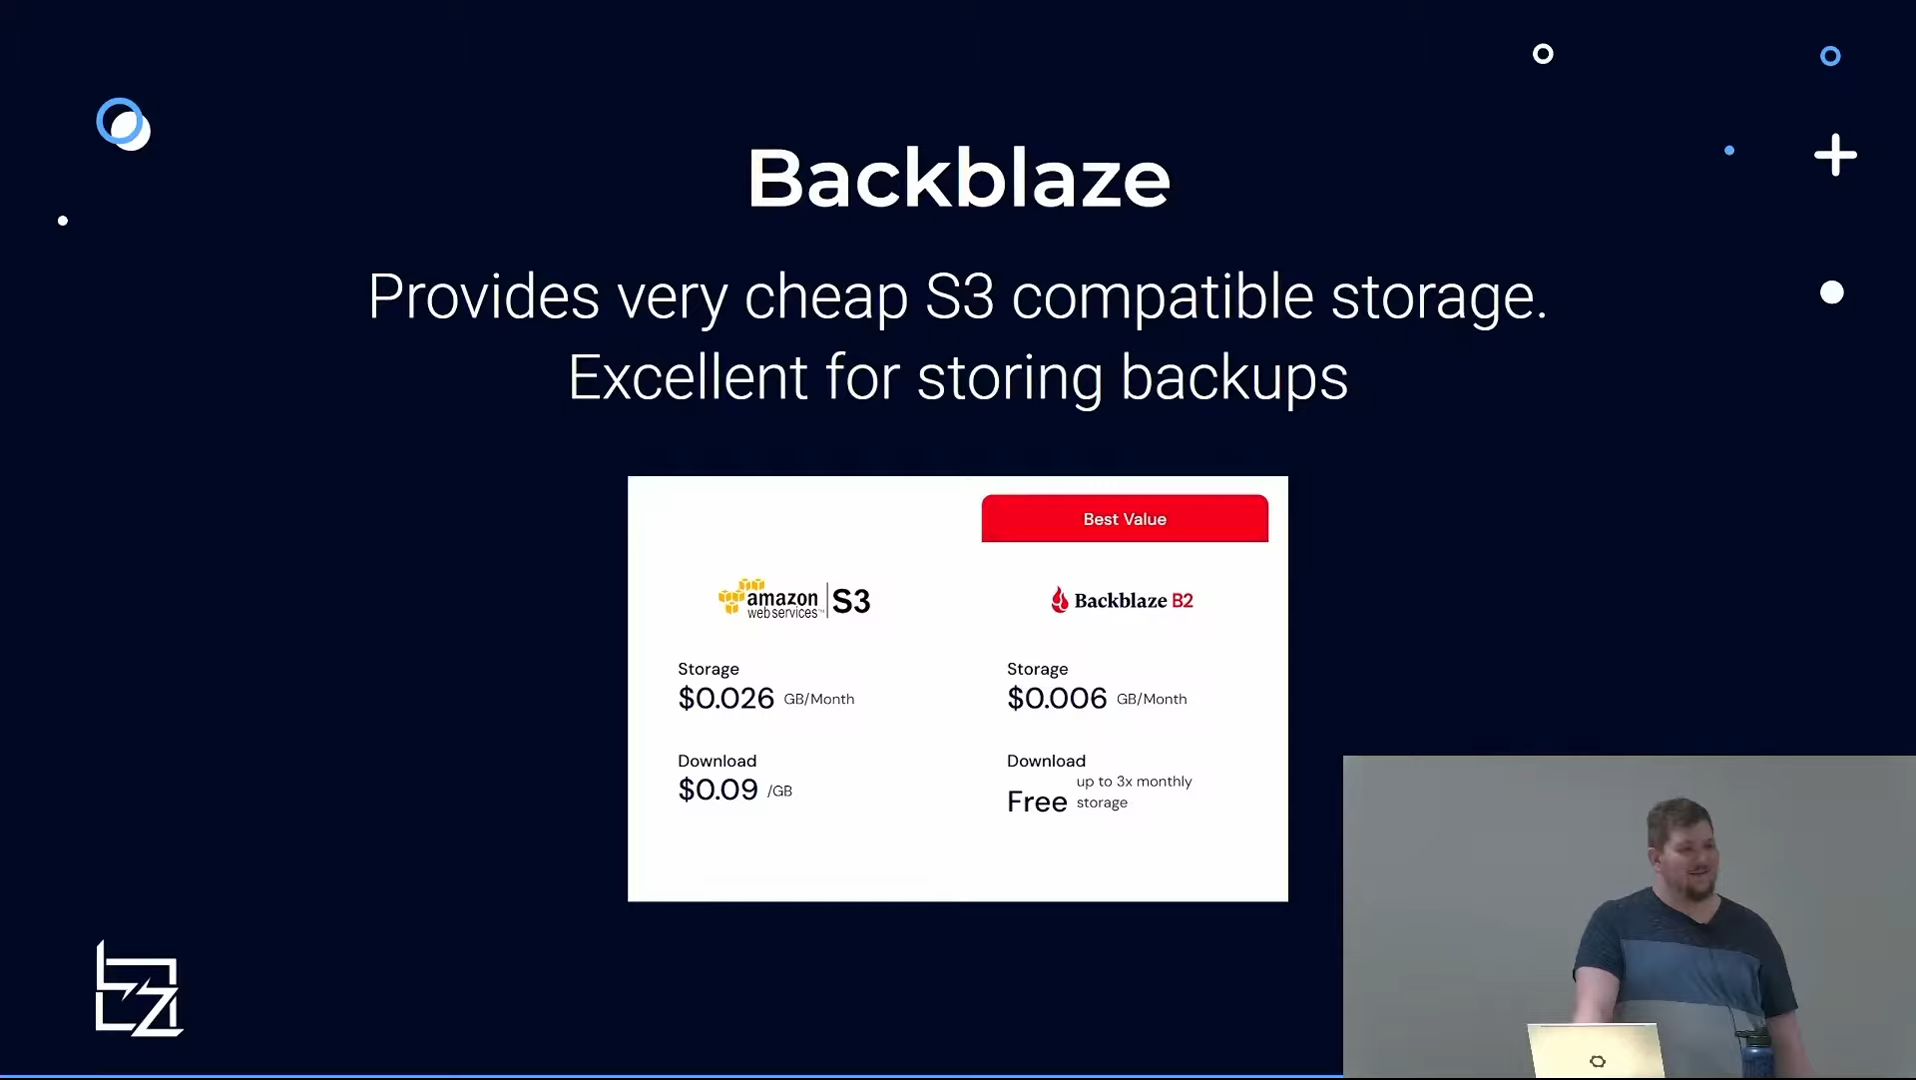 Backblaze
Provides very cheap S3 compatible storage.
Excellent for storing backups
Best Value
amazon
webservices™
S3
Backblaze B2
Storage
$0.026 GB/Month
Download
$0.09 /GB
Storage
$0.006 GB/Month
Download
Free up to 3x monthly
storage